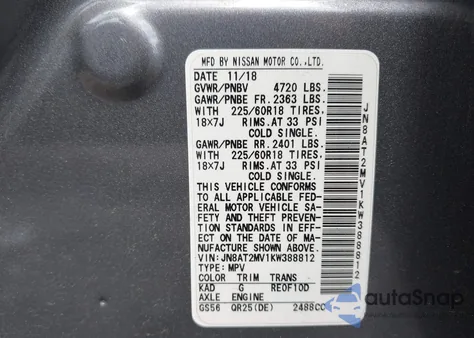 MFD BY NISSAN MOTOR CO.,LTD.
DATE 11/18
GVWR/PNBV 4720 LBS.
GAWR/PNBE FR. 2363 LBS.
WITH 225/60R18 TIRES.
18X7J RIMS. AT 33 PSI
COLD SINGLE.
GAWR/PNBE RR. 2401 LBS.
WITH 225/60R18 TIRES.
18X7J RIMS. AT 33 PSI
COLD SINGLE.
THIS VEHICLE CONFORMS
TO ALL APPLICABLE FED-
ERAL MOTOR VEHICLE SA-
FETY AND THEFT PREVEN-
TION STANDARDS IN EFF-
ECT ON THE DATE OF MA-
NUFACTURE SHOWN ABOVE.
VIN: JN8AT2MV1KW388812
TYPE: MPV
COLOR TRIM TRANS
KAD G RE0F10D
AXLE ENGINE
GS56 QR25(DE) 2488CC
JN8AT2MV1KW388812
autoSnap